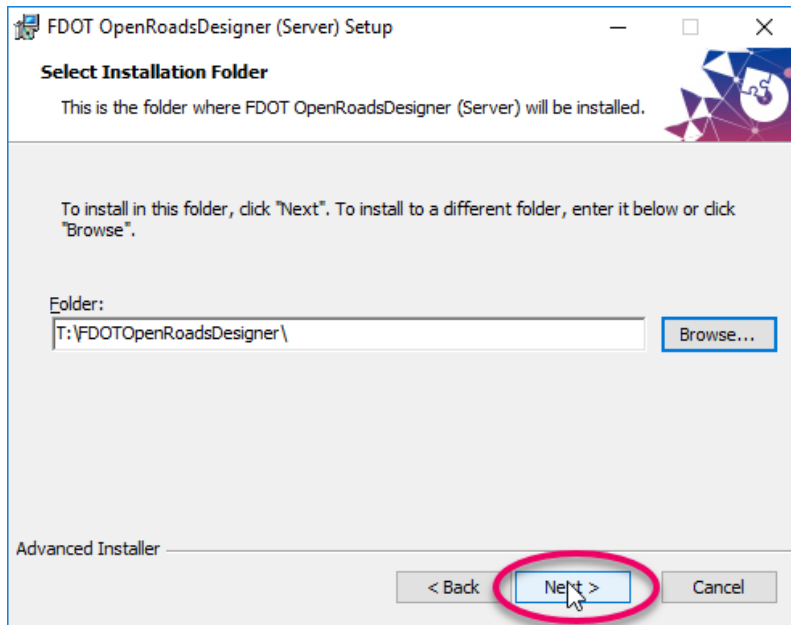 FDOT OpenRoadsDesigner (Server) Setup
Select Installation Folder
This is the folder where FDOT OpenRoadsDesigner (Server) will be installed.
To install in this folder, click "Next". To install to a different folder, enter it below or click
"Browse".
Folder:
T:\FDOTOpenRoadsDesigner\
Browse...
Advanced Installer
< Back
Next >
Cancel